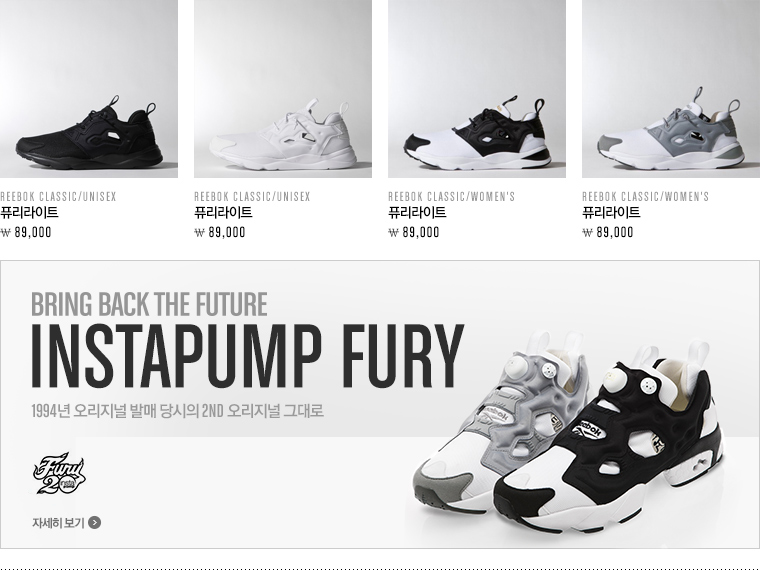 REEBOK CLASSIC/UNISEX
퓨리라이트
₩ 89,000
REEBOK CLASSIC/UNISEX
퓨리라이트
₩ 89,000
REEBOK CLASSIC/WOMEN'S
퓨리라이트
₩ 89,000
REEBOK CLASSIC/WOMEN'S
퓨리라이트
₩ 89,000
BRING BACK THE FUTURE
INSTAPUMP FURY
1994년 오리지널 발매 당시의 2ND 오리지널 그대로
Fury
20
자세히 보기
Reebok
Reebok